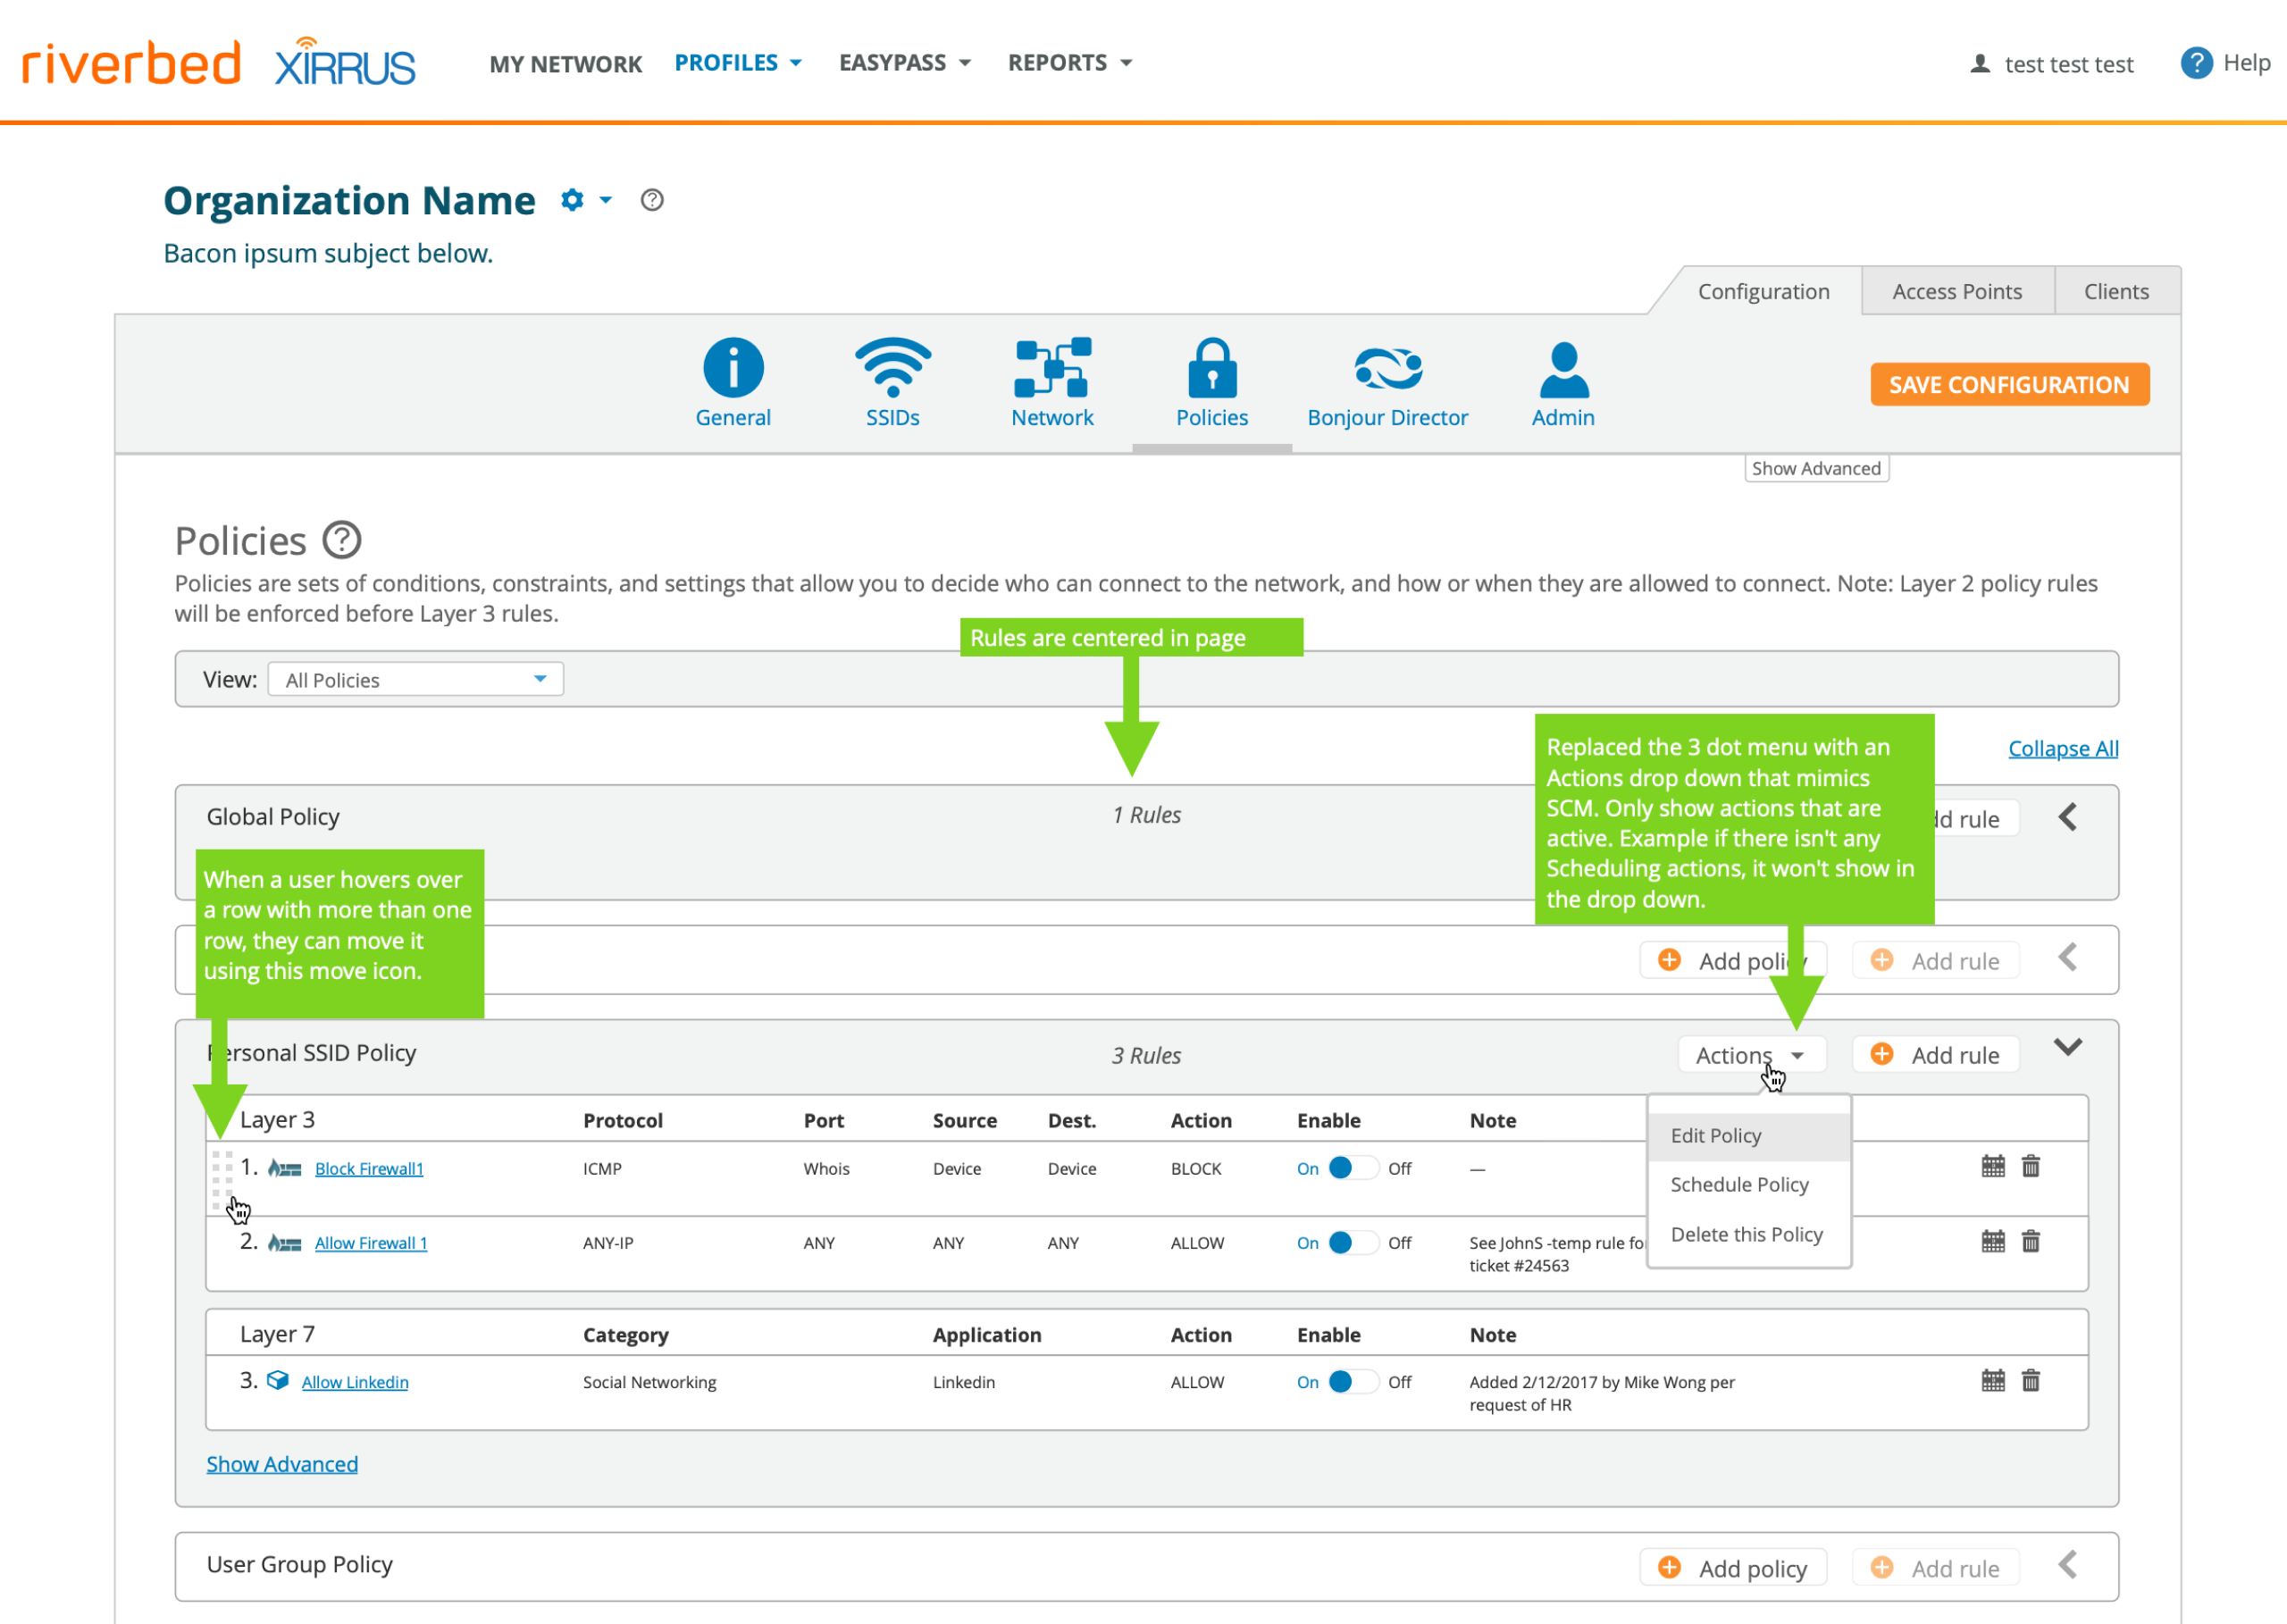 riverbed XIRRUS MY NETWORK PROFILES EASYPASS REPORTS test test test ? Help
Organization Name ?
Bacon ipsum subject below.
Configuration Access Points Clients
General SSIDs Network Policies Bonjour Director Admin SAVE CONFIGURATION
Show Advanced
Policies ?
Policies are sets of conditions, constraints, and settings that allow you to decide who can connect to the network, and how or when they are allowed to connect. Note: Layer 2 policy rules
will be enforced before Layer 3 rules.
Rules are centered in page
View: All Policies
Replaced the 3 dot menu with an
Actions drop down that mimics
SCM. Only show actions that are
active. Example if there isn't any
Scheduling actions, it won't show in
the drop down.
Collapse All
Global Policy 1 Rules rule
When a user hovers over
a row with more than one
row, they can move it
using this move icon.
Add policy Add rule
Personal SSID Policy 3 Rules Actions Add rule
Layer 3 Protocol Port Source Dest. Action Enable Note
1. Block Firewall1 ICMP Whois Device Device BLOCK On Off —
2. Allow Firewall 1 ANY-IP ANY ANY ANY ALLOW On Off See JohnS -temp rule for
ticket #24563
Edit Policy
Schedule Policy
Delete this Policy
Layer 7 Category Application Action Enable Note
3. Allow Linkedin Social Networking Linkedin ALLOW On Off Added 2/12/2017 by Mike Wong per
request of HR
Show Advanced
User Group Policy Add policy Add rule